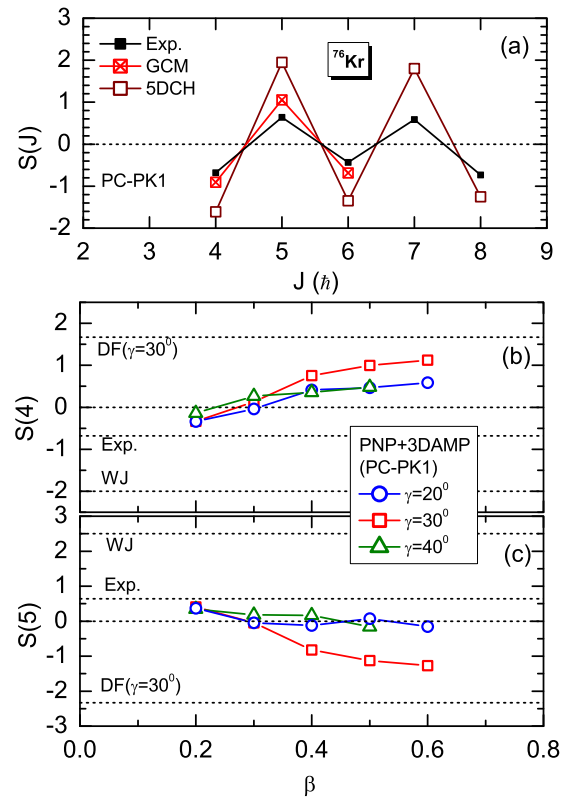 2
1
0
-1
-2
S(J)
Exp.
GCM
5DCH
⁷⁶Kr
(a)
PC-PK1
2 3 4 5 6 7 8 9
J (ħ)
2
1
0
-1
-2
S(4)
DF(γ=30⁰)
(b)
Exp.
WJ
PNP+3DAMP
(PC-PK1)
γ=20⁰
γ=30⁰
γ=40⁰
3
2
1
0
-1
-2
-3
S(5)
WJ
(c)
Exp.
DF(γ=30⁰)
0.0 0.2 0.4 0.6 0.8
β